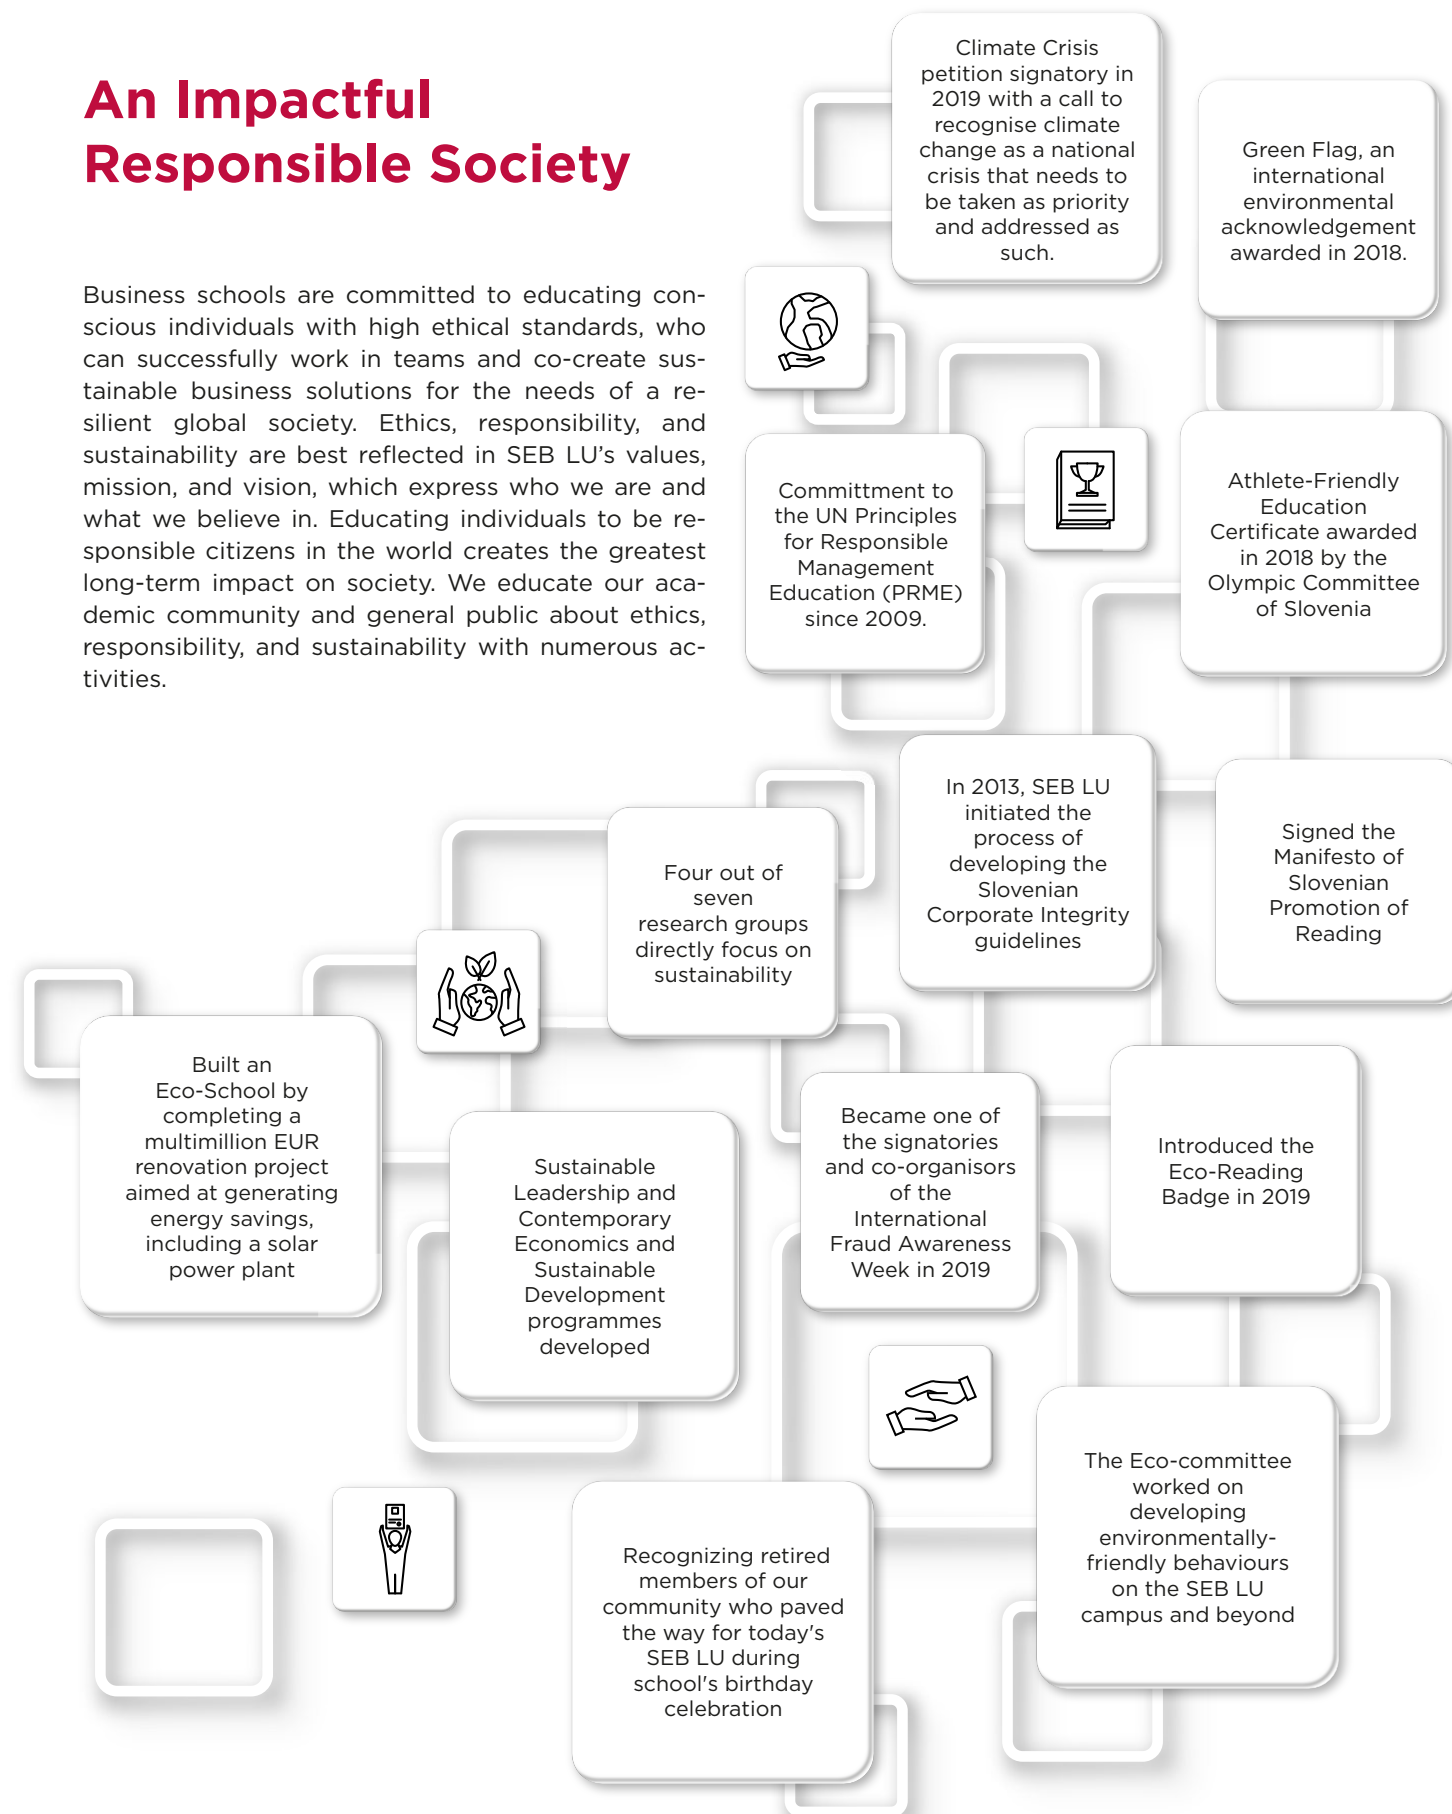 An Impactful
Responsible Society
Business schools are committed to educating con-
scious individuals with high ethical standards, who
can successfully work in teams and co-create sus-
tainable business solutions for the needs of a re-
silient global society. Ethics, responsibility, and
sustainability are best reflected in SEB LU’s values,
mission, and vision, which express who we are and
what we believe in. Educating individuals to be re-
sponsible citizens in the world creates the greatest
long-term impact on society. We educate our aca-
demic community and general public about ethics,
responsibility, and sustainability with numerous ac-
tivities.
Climate Crisis
petition signatory in
2019 with a call to
recognise climate
change as a national
crisis that needs to
be taken as priority
and addressed as
such.
Green Flag, an
international
environmental
acknowledgement
awarded in 2018.
Committment to
the UN Principles
for Responsible
Management
Education (PRME)
since 2009.
Athlete-Friendly
Education
Certificate awarded
in 2018 by the
Olympic Committee
of Slovenia
In 2013, SEB LU
initiated the
process of
developing the
Slovenian
Corporate Integrity
guidelines
Signed the
Manifesto of
Slovenian
Promotion of
Reading
Four out of
seven
research groups
directly focus on
sustainability
Built an
Eco-School by
completing a
multimillion EUR
renovation project
aimed at generating
energy savings,
including a solar
power plant
Sustainable
Leadership and
Contemporary
Economics and
Sustainable
Development
programmes
developed
Became one of
the signatories
and co-organisors
of the
International
Fraud Awareness
Week in 2019
Introduced the
Eco-Reading
Badge in 2019
Recognizing retired
members of our
community who paved
the way for today's
SEB LU during
school's birthday
celebration
The Eco-committee
worked on
developing
environmentally-
friendly behaviours
on the SEB LU
campus and beyond